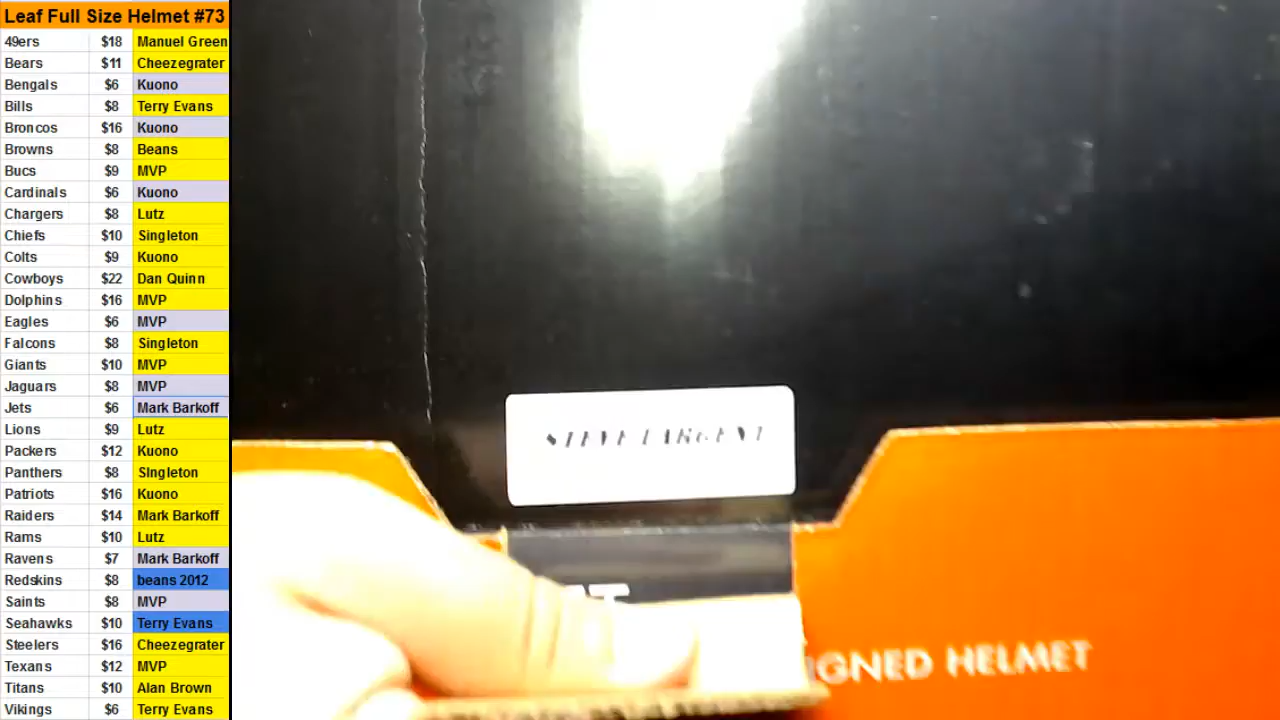 Leaf Full Size Helmet #73
49ers $18 Manuel Green
Bears $11 Cheezegrater
Bengals $6 Kuono
Bills $8 Terry Evans
Broncos $16 Kuono
Browns $8 Beans
Bucs $9 MVP
Cardinals $6 Kuono
Chargers $8 Lutz
Chiefs $10 Singleton
Colts $9 Kuono
Cowboys $22 Dan Quinn
Dolphins $16 MVP
Eagles $6 MVP
Falcons $8 Singleton
Giants $10 MVP
Jaguars $8 MVP
Jets $6 Mark Barkoff
Lions $9 Lutz
Packers $12 Kuono
Panthers $8 SIngleton
Patriots $16 Kuono
Raiders $14 Mark Barkoff
Rams $10 Lutz
Ravens $7 Mark Barkoff
Redskins $8 beans 2012
Saints $8 MVP
Seahawks $10 Terry Evans
Steelers $16 Cheezegrater
Texans $12 MVP
Titans $10 Alan Brown
Vikings $6 Terry Evans
STEVE LARGENT
IGNED HELMET